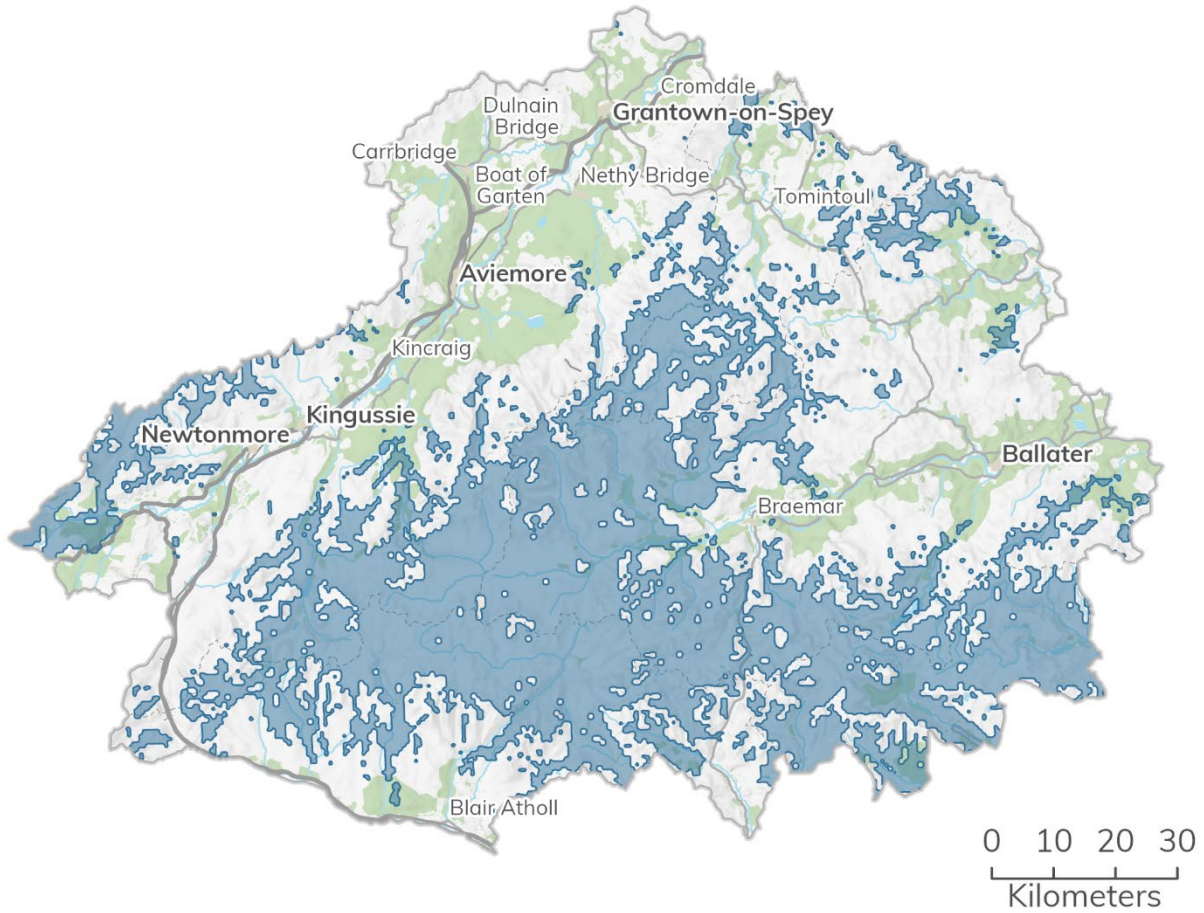 Cromdale
Dulnain
Bridge
Grantown-on-Spey
Carrbridge
Boat of
Garten
Nethy Bridge
Tomintoul
Aviemore
Kincraig
Kingussie
Newtonmore
Ballater
Braemar
Blair Atholl
0 10 20 30
Kilometers